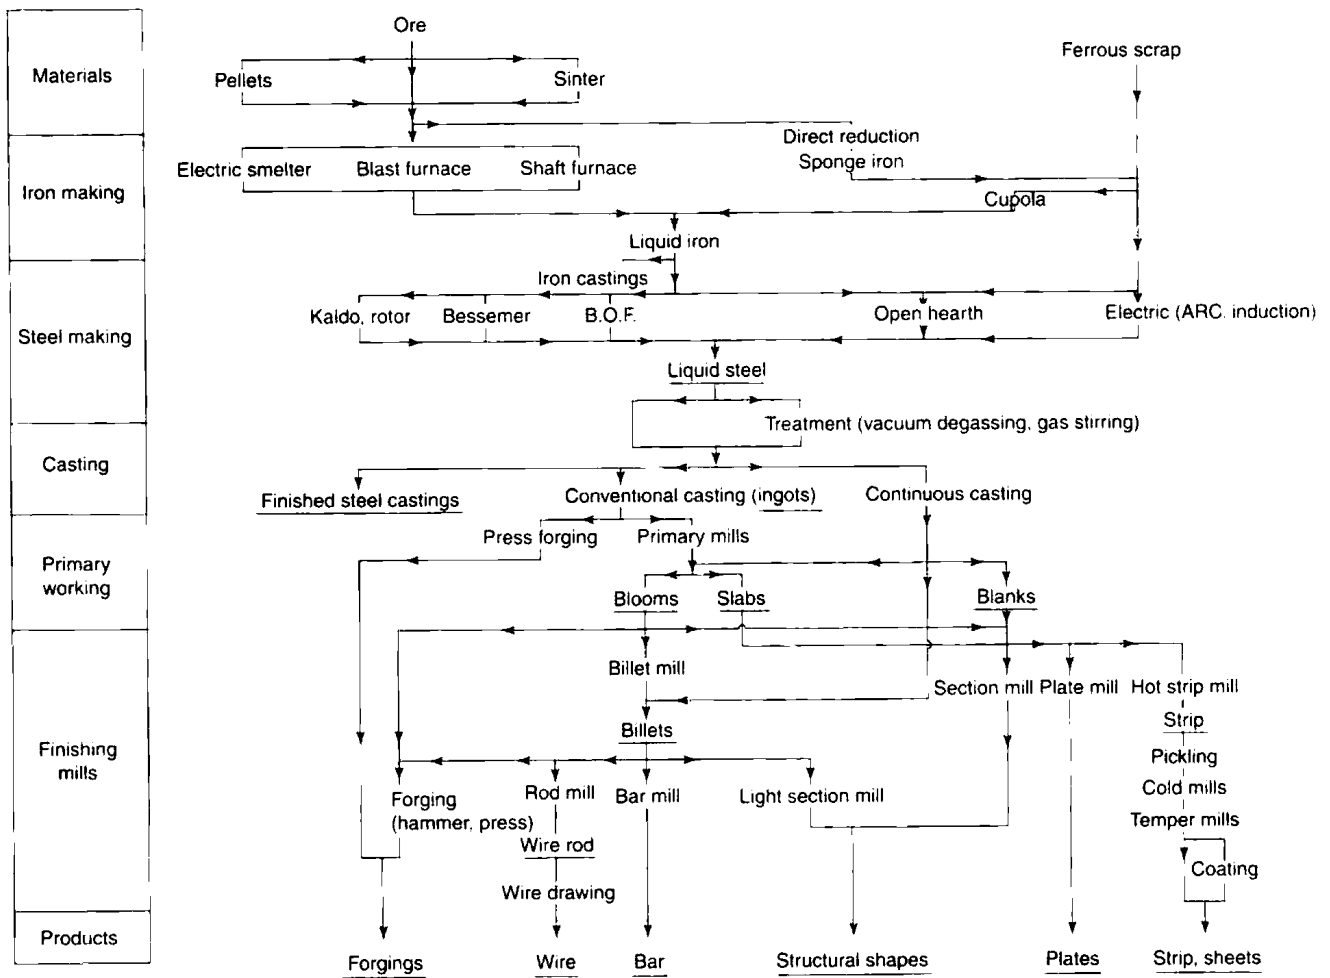 Ore
Ferrous scrap
Materials
Pellets
Sinter
Direct reduction
Sponge iron
Electric smelter
Blast furnace
Shaft furnace
Iron making
Cupola
Liquid iron
Iron castings
Kaldo, rotor
Bessemer
B.O.F.
Open hearth
Electric (ARC. induction)
Steel making
Liquid steel
Treatment (vacuum degassing, gas stirring)
Casting
Finished steel castings
Conventional casting (ingots)
Continuous casting
Press forging
Primary mills
Primary
working
Blooms
Slabs
Blanks
Billet mill
Section mill
Plate mill
Hot strip mill
Strip
Billets
Finishing
mills
Pickling
Cold mills
Temper mills
Forging
(hammer, press)
Rod mill
Bar mill
Light section mill
Wire rod
Coating
Wire drawing
Products
Forgings
Wire
Bar
Structural shapes
Plates
Strip, sheets